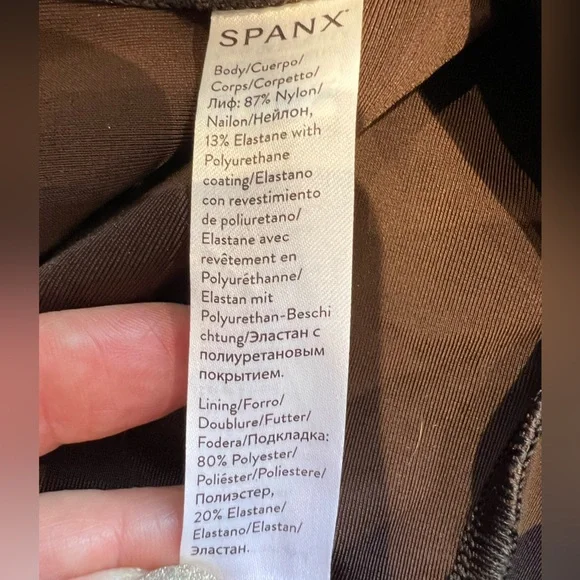 SPANX
Body/Cuerpo/
Corps/Corpetto/
Лиф: 87% Nylon/
Nailon/Нейлон,
13% Elastane with
Polyurethane
coating/Elastano
con revestimiento
de poliuretano/
Elastane avec
revêtement en
Polyuréthanne/
Elastan mit
Polyurethan-Beschi
chtung/Эластан с
полиуретановым
покрытием.
Lining/Forro/
Doublure/Futter/
Fodera/Подкладка:
80% Polyester/
Poliéster/Poliestere/
Полиэстер,
20% Elastane/
Elastano/Elastan/
Эластан.